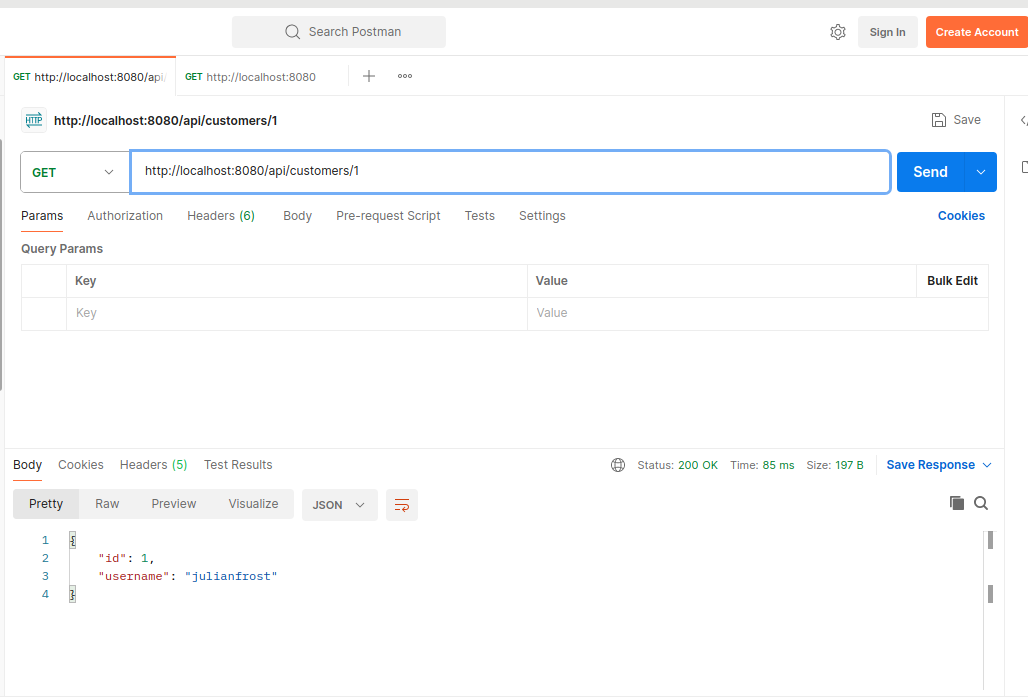 Search Postman
Sign In
Create Account
GET http://localhost:8080/api/
GET http://localhost:8080
HTTP http://localhost:8080/api/customers/1
Save
GET
http://localhost:8080/api/customers/1
Send
Params Authorization Headers (6) Body Pre-request Script Tests Settings Cookies
Query Params
Key Value Bulk Edit
Key Value
Body Cookies Headers (5) Test Results Status: 200 OK Time: 85 ms Size: 197 B Save Response
Pretty Raw Preview Visualize JSON
1 {
2 "id": 1,
3 "username": "julianfrost"
4 }